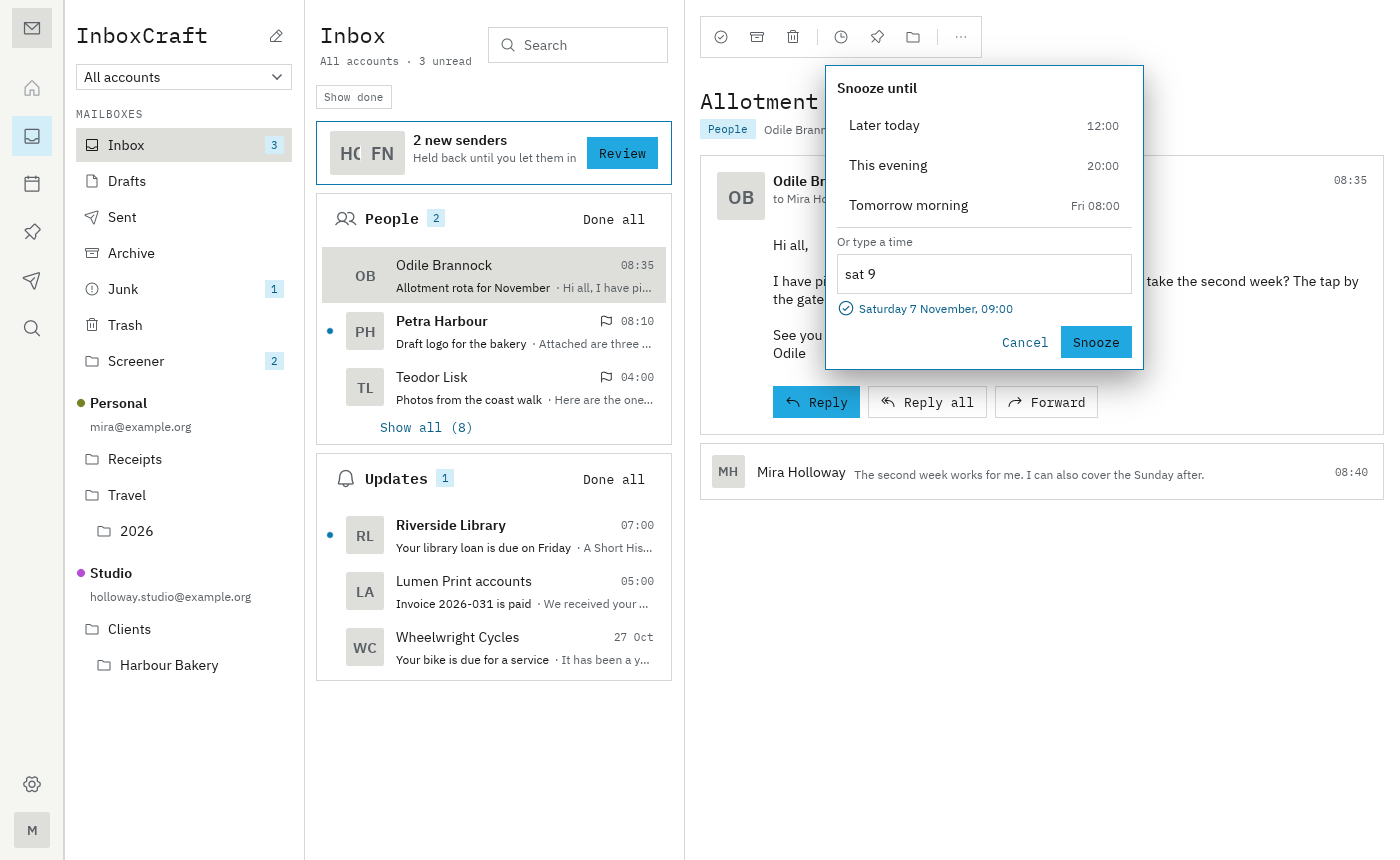 InboxCraft
All accounts
MAILBOXES
Inbox 3
Drafts
Sent
Archive
Junk 1
Trash
Screener 2
Personal
mira@example.org
Receipts
Travel
2026
Studio
holloway.studio@example.org
Clients
Harbour Bakery
M
Inbox
All accounts · 3 unread
Search
Show done
FN
2 new senders
Held back until you let them in
Review
People 2 Done all
OB
Odile Brannock 08:35
Allotment rota for November · Hi all, I have pi…
PH
Petra Harbour 08:10
Draft logo for the bakery · Attached are three …
TL
Teodor Lisk 04:00
Photos from the coast walk · Here are the one…
Show all (8)
Updates 1 Done all
RL
Riverside Library 07:00
Your library loan is due on Friday · A Short His…
LA
Lumen Print accounts 05:00
Invoice 2026-031 is paid · We received your …
WC
Wheelwright Cycles 27 Oct
Your bike is due for a service · It has been a y…
Allotment
People Odile
OB
Odile 08:35
to Mira
Hi all,
I have take the second week? The tap by
the gate
See you
Odile
Reply Reply all Forward
MH
Mira Holloway The second week works for me. I can also cover the Sunday after. 08:40
Snooze until
Later today 12:00
This evening 20:00
Tomorrow morning Fri 08:00
Or type a time
sat 9
Saturday 7 November, 09:00
Cancel Snooze